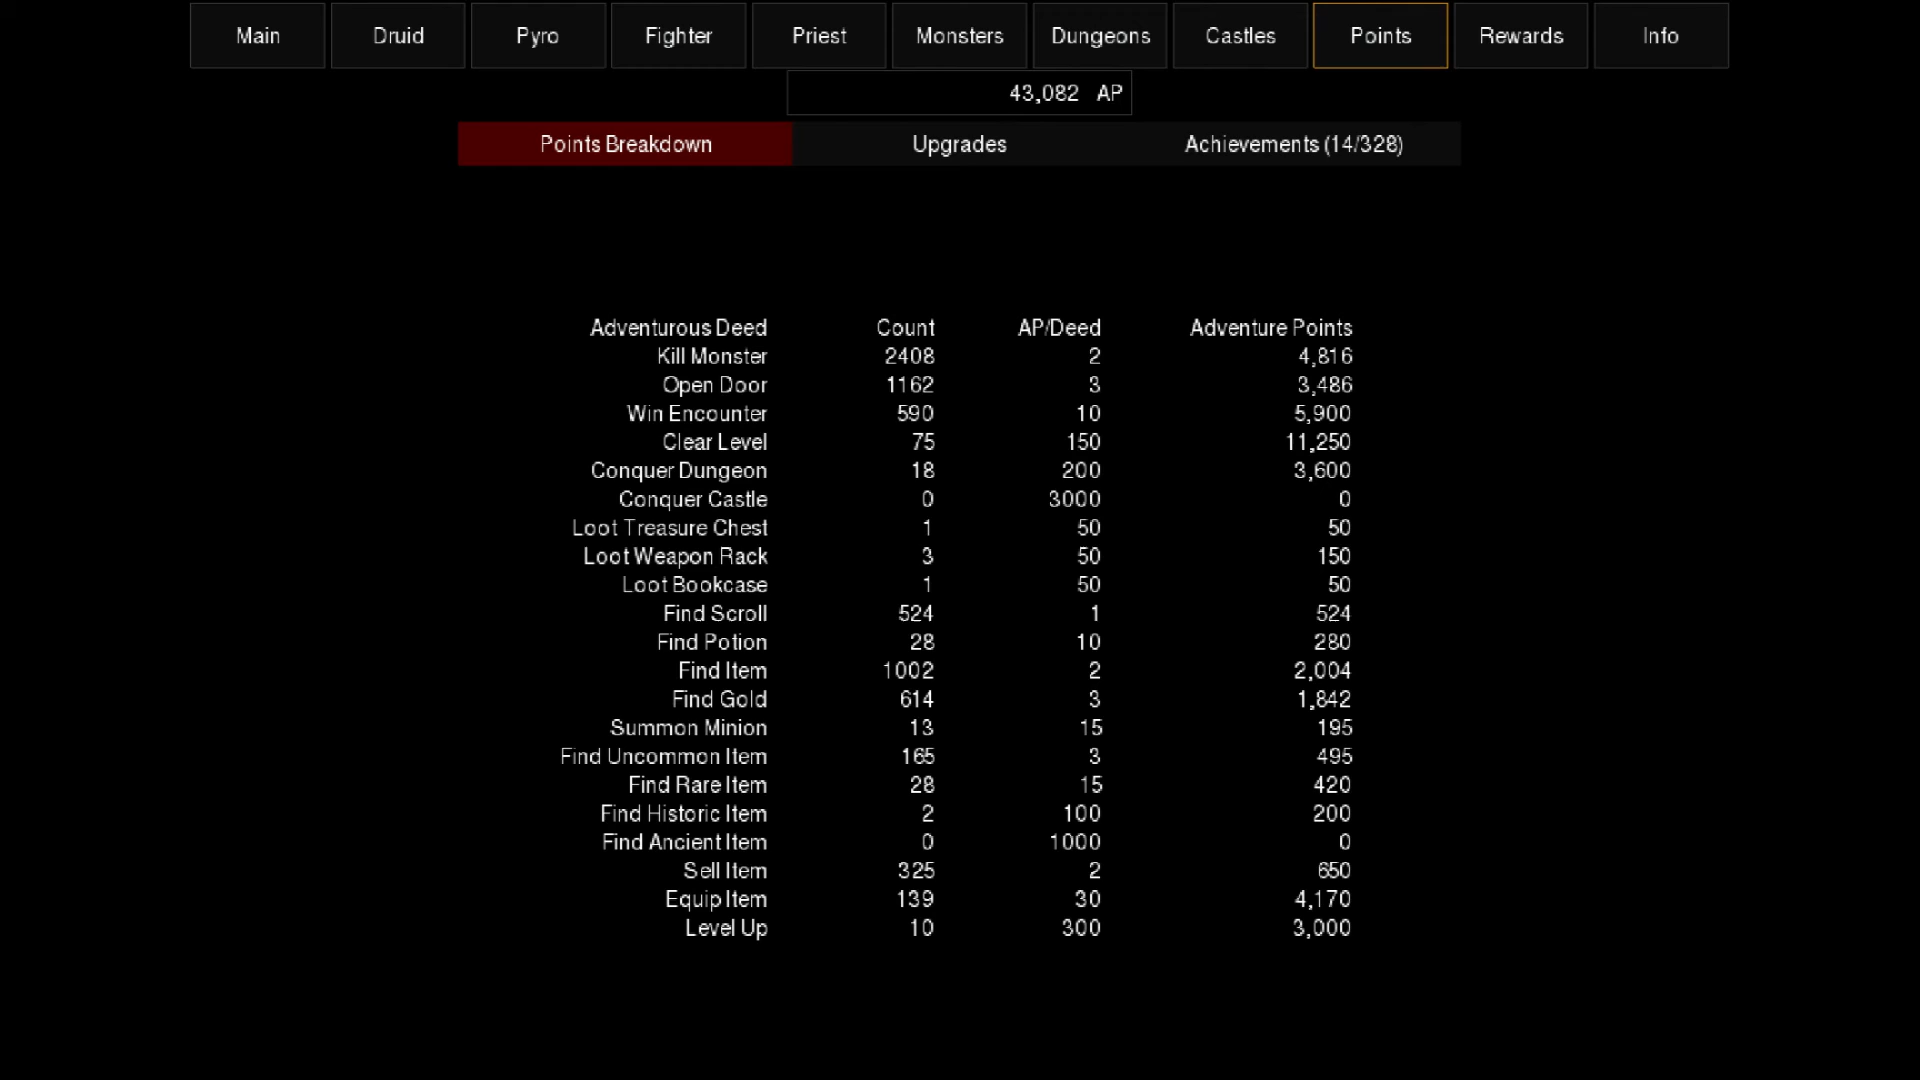 Main Druid Pyro Fighter Priest Monsters Dungeons Castles Points Rewards Info
43,082 AP
Points Breakdown Upgrades Achievements (14/328)
Adventurous Deed Count AP/Deed Adventure Points
Kill Monster 2408 2 4,816
Open Door 1162 3 3,486
Win Encounter 590 10 5,900
Clear Level 75 150 11,250
Conquer Dungeon 18 200 3,600
Conquer Castle 0 3000 0
Loot Treasure Chest 1 50 50
Loot Weapon Rack 3 50 150
Loot Bookcase 1 50 50
Find Scroll 524 1 524
Find Potion 28 10 280
Find Item 1002 2 2,004
Find Gold 614 3 1,842
Summon Minion 13 15 195
Find Uncommon Item 165 3 495
Find Rare Item 28 15 420
Find Historic Item 2 100 200
Find Ancient Item 0 1000 0
Sell Item 325 2 650
Equip Item 139 30 4,170
Level Up 10 300 3,000